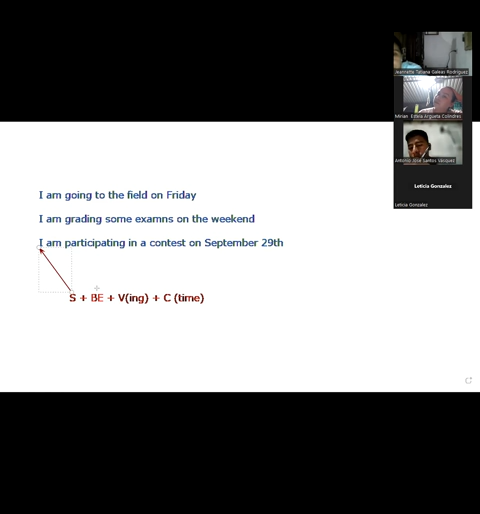 Jeannette Tatiana Galeas Rodriguez
Mirian Estela Argueta Colindres
Antonio José Santos Vásquez
Leticia Gonzalez
Leticia Gonzalez
I am going to the field on Friday
I am grading some examns on the weekend
I am participating in a contest on September 29th
S + BE + V(ing) + C (time)